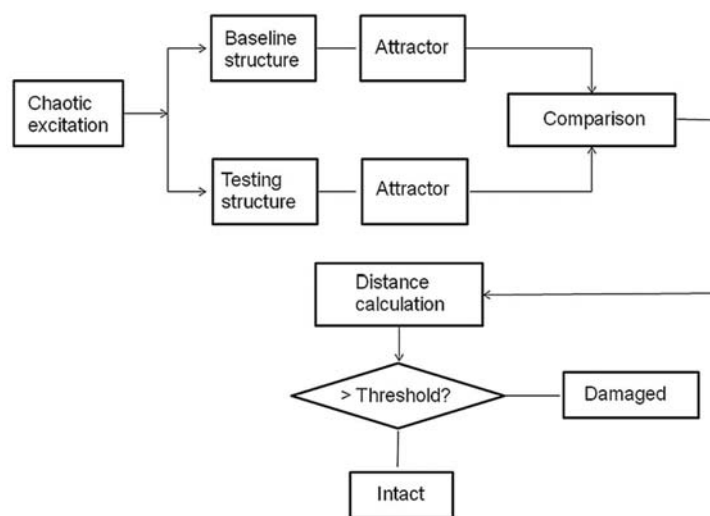 Chaotic
excitation
Baseline
structure
Attractor
Testing
structure
Attractor
Comparison
Distance
calculation
> Threshold?
Damaged
Intact